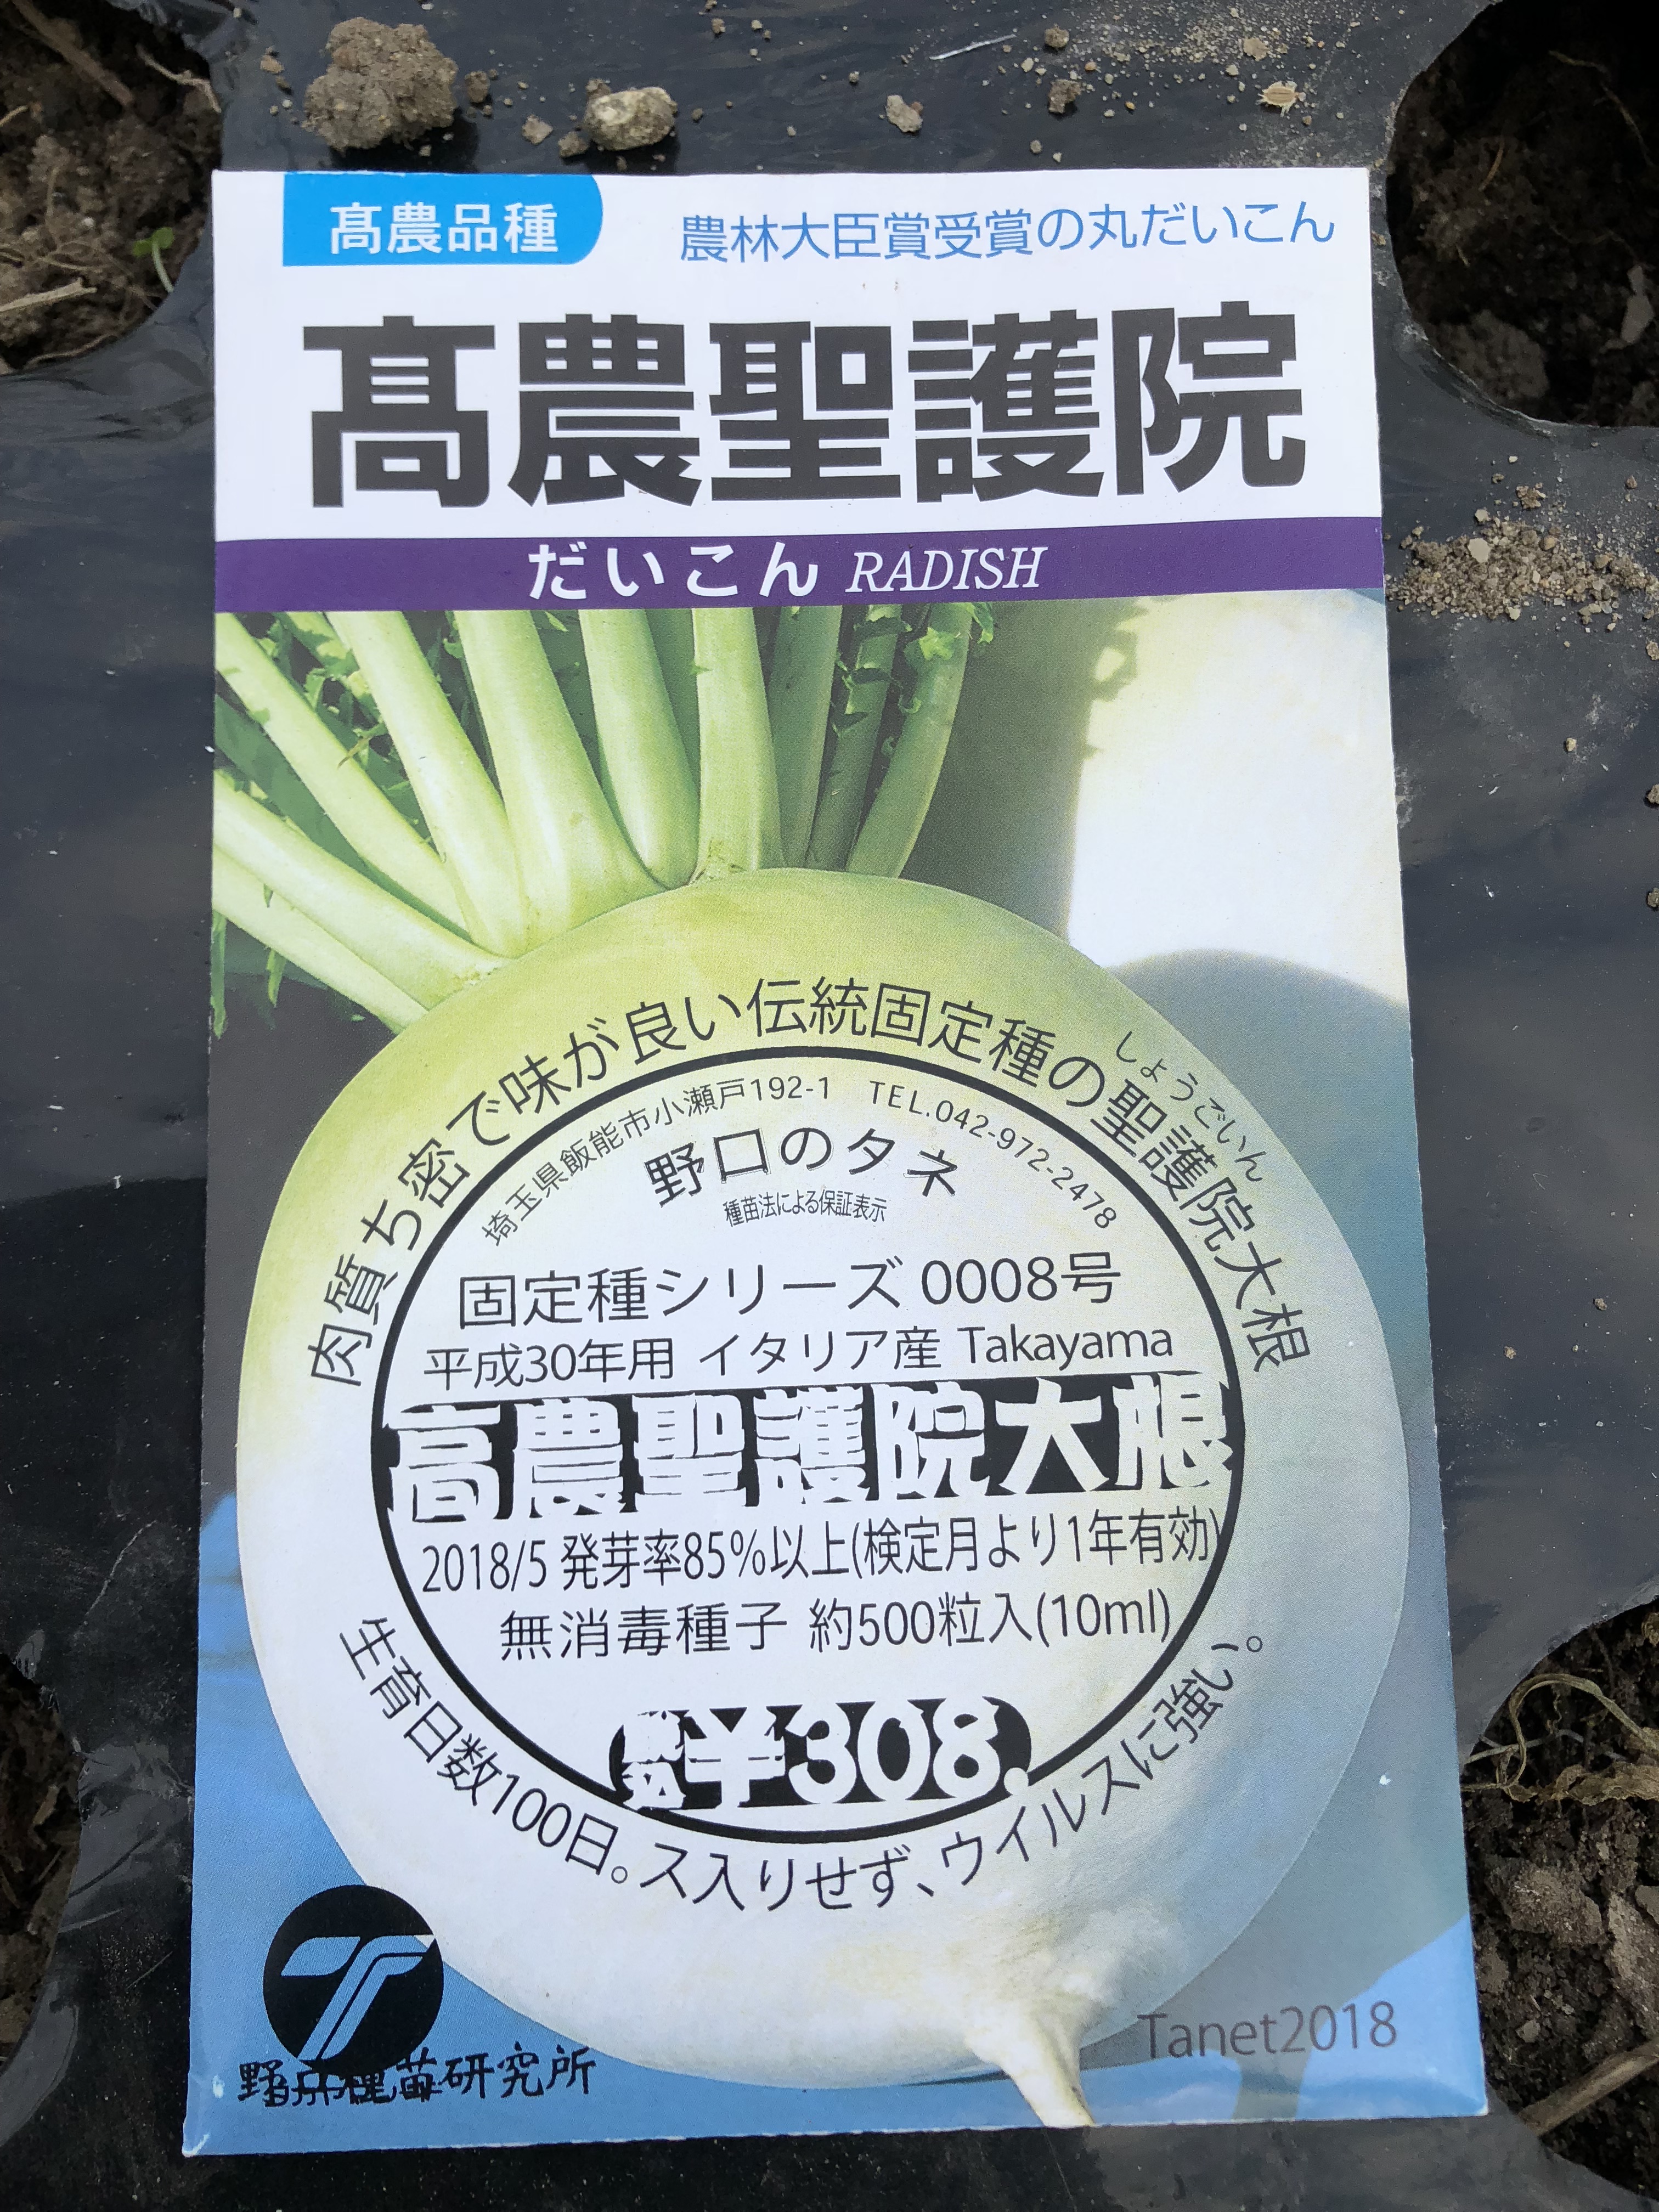 髙農品種
農林大臣賞受賞の丸だいこん
髙農聖護院
だいこん RADISH
肉質ち密で味が良い伝統固定種の聖護院大根
しょうごいん
埼玉県飯能市小瀬戸192-1 TEL.042-972-2478
野口のタネ
種苗法による保証表示
固定種シリーズ 0008号
平成30年用 イタリア産 Takayama
高農聖護院大根
2018/5 発芽率85%以上(検定月より1年有効)
無消毒種子 約500粒入(10ml)
¥308.
生育日数100日。ス入りせず、ウイルスに強い。
野口種苗研究所
Tanet2018